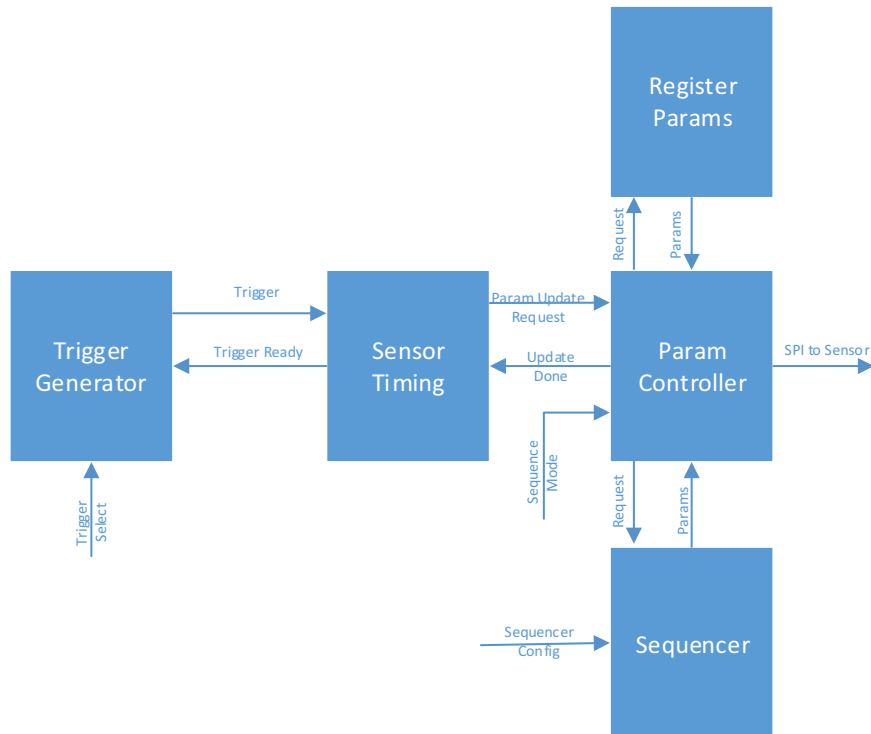 Register
Params
Request
Params
Trigger
Param Update
Request
Trigger
Generator
Trigger Ready
Sensor
Timing
Update
Done
Param
Controller
SPI to Sensor
Sequence
Mode
Request
Params
Trigger
Select
Sequencer
Config
Sequencer